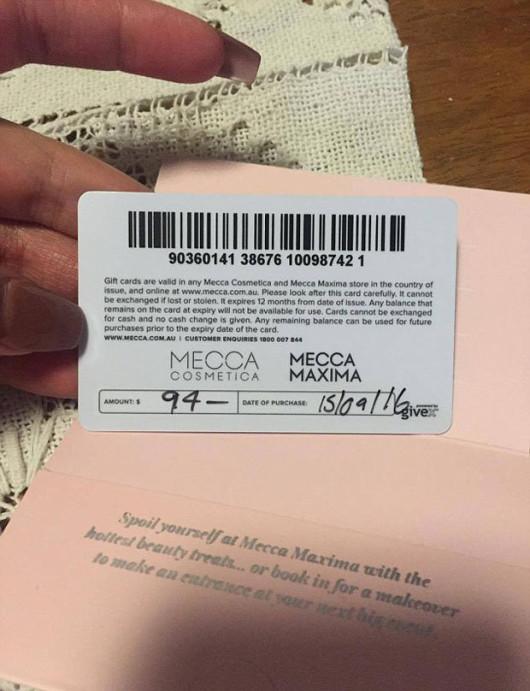 90360141 38676 10098742 1
Gift cards are valid in any Mecca Cosmetica and Mecca Maxima store in the country of
issue, and online at www.mecca.com.au. Please look after this card carefully. It cannot
be exchanged if lost or stolen. It expires 12 months from date of issue. Any balance that
remains on the card at expiry will not be available for use. Cards cannot be exchanged
for cash and no cash change is given. Any remaining balance can be used for future
purchases prior to the expiry date of the card.
WWW.MECCA.COM.AU | CUSTOMER ENQUIRIES 1800 007 844
MECCA COSMETICA
MECCA MAXIMA
AMOUNT: $ 94 — DATE OF PURCHASE: 15/09/16
powered by
givex
Spoil yourself at Mecca Maxima with the
hottest beauty treats... or book in for a makeover
to make an entrance at your next big event.